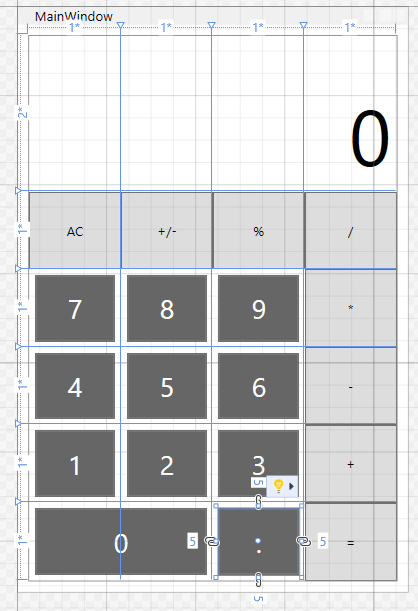 MainWindow
1* 1* 1* 1*
2*
0
1*
AC +/- % /
1*
7 8 9 *
1*
4 5 6 -
1*
1 2 3 +
5
1*
0 5 . 5 =
5